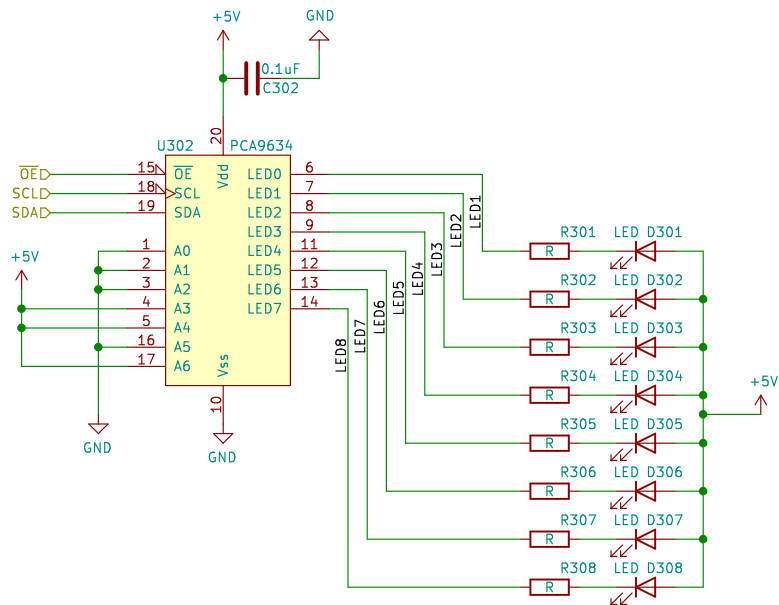 +5V
GND
0.1uF
C302
U302 PCA9634
20
Vdd
OE 15 OE LED0 6
SCL 18 SCL LED1 7
SDA 19 SDA LED2 8
LED3 9
1 A0 LED4 11
2 A1 LED5 12
3 A2 LED6 13
4 A3 LED7 14
5 A4
16 A5
17 A6
+5V
GND
Vss
10
GND
LED1
LED2
LED3
LED4
LED5
LED6
LED7
LED8
R301 LED D301
R
R302 LED D302
R
R303 LED D303
R
R304 LED D304
R
+5V
R305 LED D305
R
R306 LED D306
R
R307 LED D307
R
R308 LED D308
R